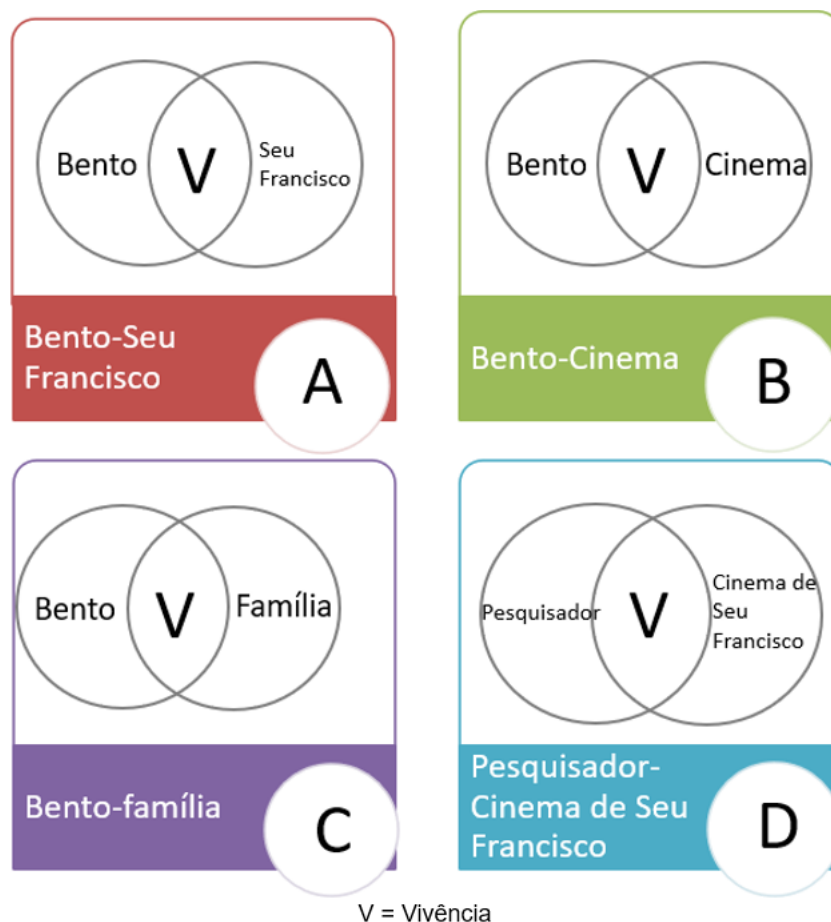 Bento
V
Seu
Francisco
Bento-Seu
Francisco
A
Bento
V
Cinema
Bento-Cinema
B
Bento
V
Família
Bento-família
C
Pesquisador
V
Cinema de
Seu
Francisco
Pesquisador-
Cinema de Seu
Francisco
D
V = Vivência